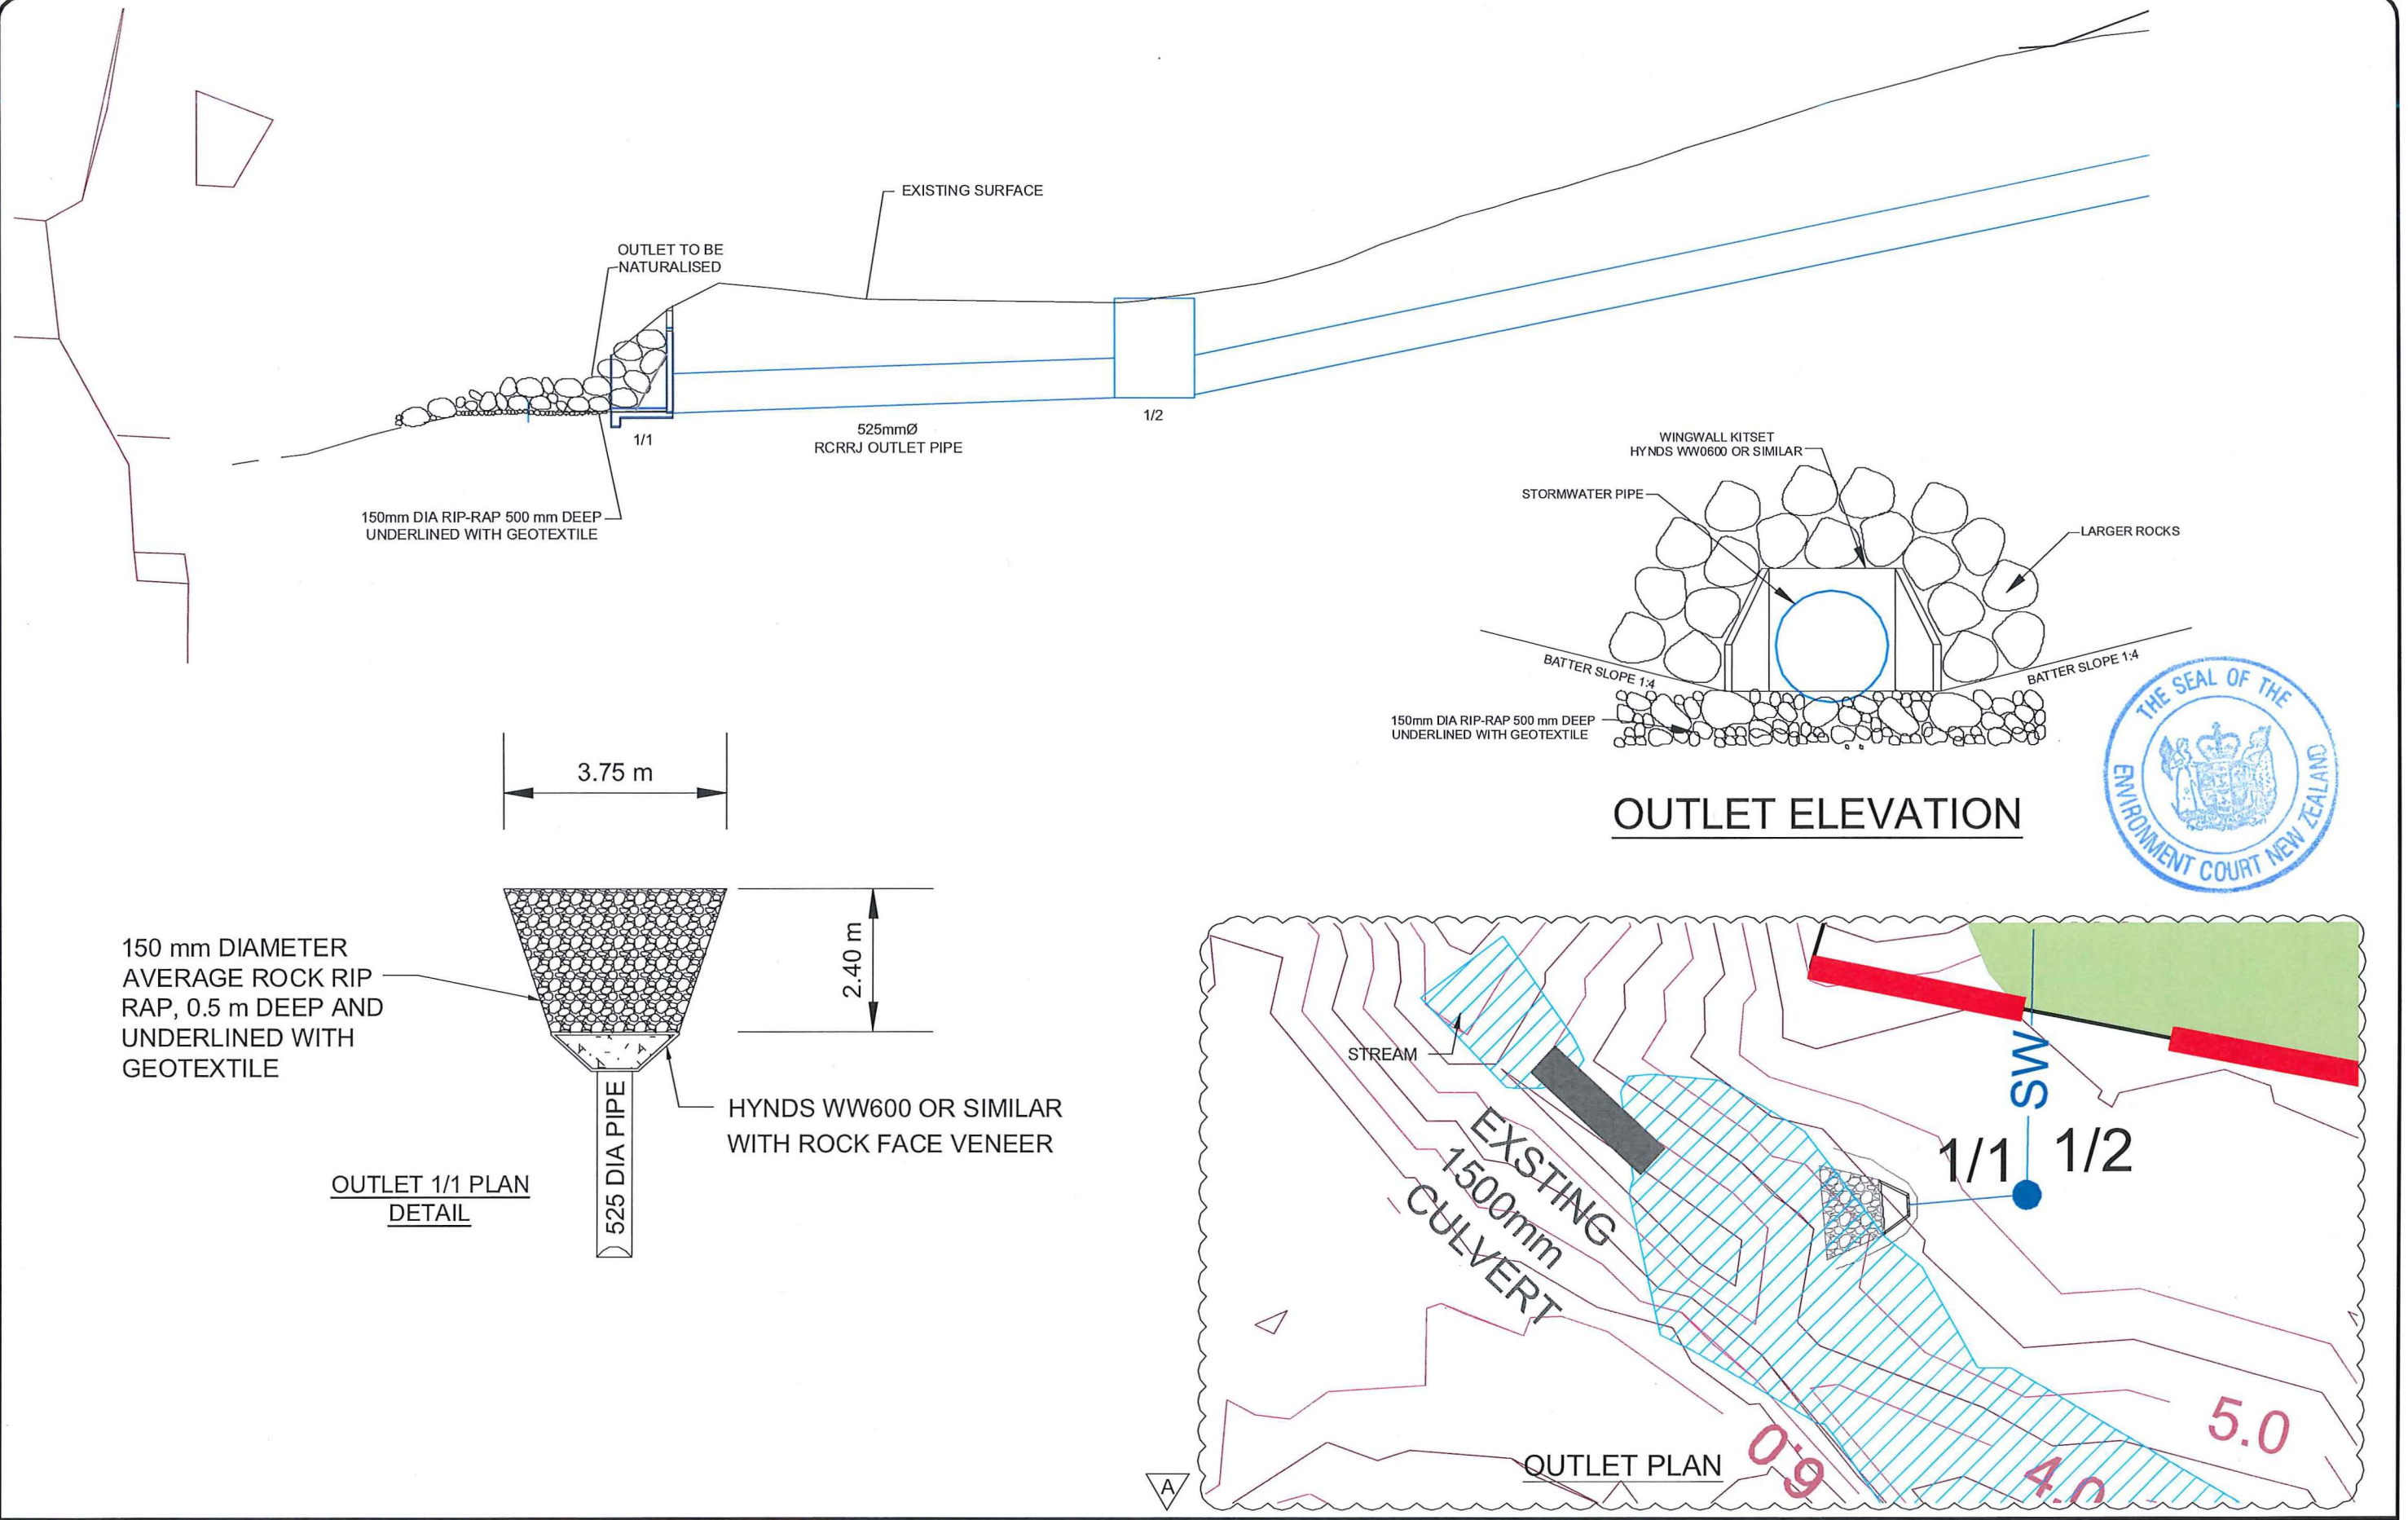 EXISTING SURFACE
OUTLET TO BE
NATURALISED
1/1
525mmØ
RCRRJ OUTLET PIPE
1/2
150mm DIA RIP-RAP 500 mm DEEP
UNDERLINED WITH GEOTEXTILE
WINGWALL KITSET
HYNDS WW0600 OR SIMILAR
STORMWATER PIPE
LARGER ROCKS
BATTER SLOPE 1:4
BATTER SLOPE 1:4
150mm DIA RIP-RAP 500 mm DEEP
UNDERLINED WITH GEOTEXTILE
OUTLET ELEVATION
THE SEAL OF THE
ENVIRONMENT COURT NEW ZEALAND
3.75 m
2.40 m
150 mm DIAMETER
AVERAGE ROCK RIP
RAP, 0.5 m DEEP AND
UNDERLINED WITH
GEOTEXTILE
HYNDS WW600 OR SIMILAR
WITH ROCK FACE VENEER
525 DIA PIPE
OUTLET 1/1 PLAN
DETAIL
STREAM
EXSTING
1500mm
CULVERT
SW
1/1
1/2
5.0
6.0
4.0
OUTLET PLAN
A